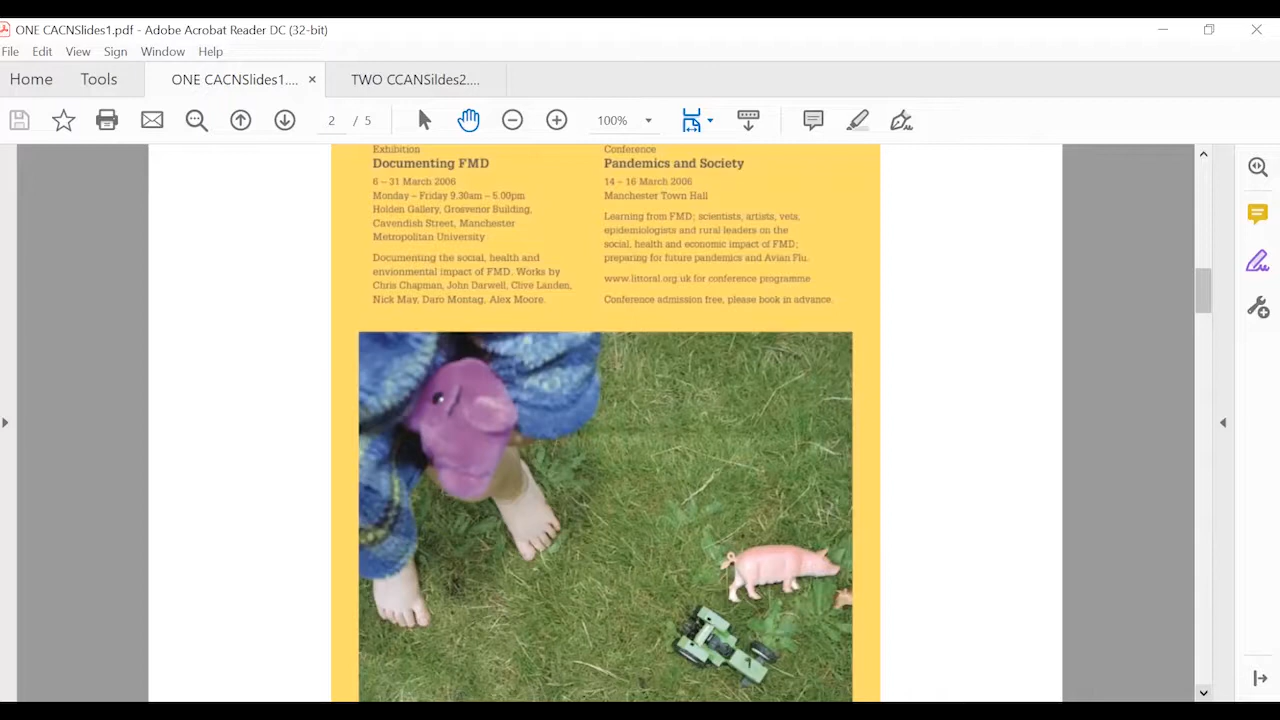 ONE CACNSlides1.pdf - Adobe Acrobat Reader DC (32-bit)
File Edit View Sign Window Help
Home Tools ONE CACNSlides1.... × TWO CCANSildes2....
2 / 5 100%
Exhibition
Documenting FMD
6 – 31 March 2006
Monday – Friday 9.30am – 5.00pm
Holden Gallery, Grosvenor Building,
Cavendish Street, Manchester
Metropolitan University
Documenting the social, health and
envionmental impact of FMD. Works by
Chris Chapman, John Darwell, Clive Landen,
Nick May, Daro Montag, Alex Moore.
Conference
Pandemics and Society
14 – 16 March 2006
Manchester Town Hall
Learning from FMD; scientists, artists, vets,
epidemiologists and rural leaders on the
social, health and economic impact of FMD;
preparing for future pandemics and Avian Flu.
www.littoral.org.uk for conference programme
Conference admission free, please book in advance.